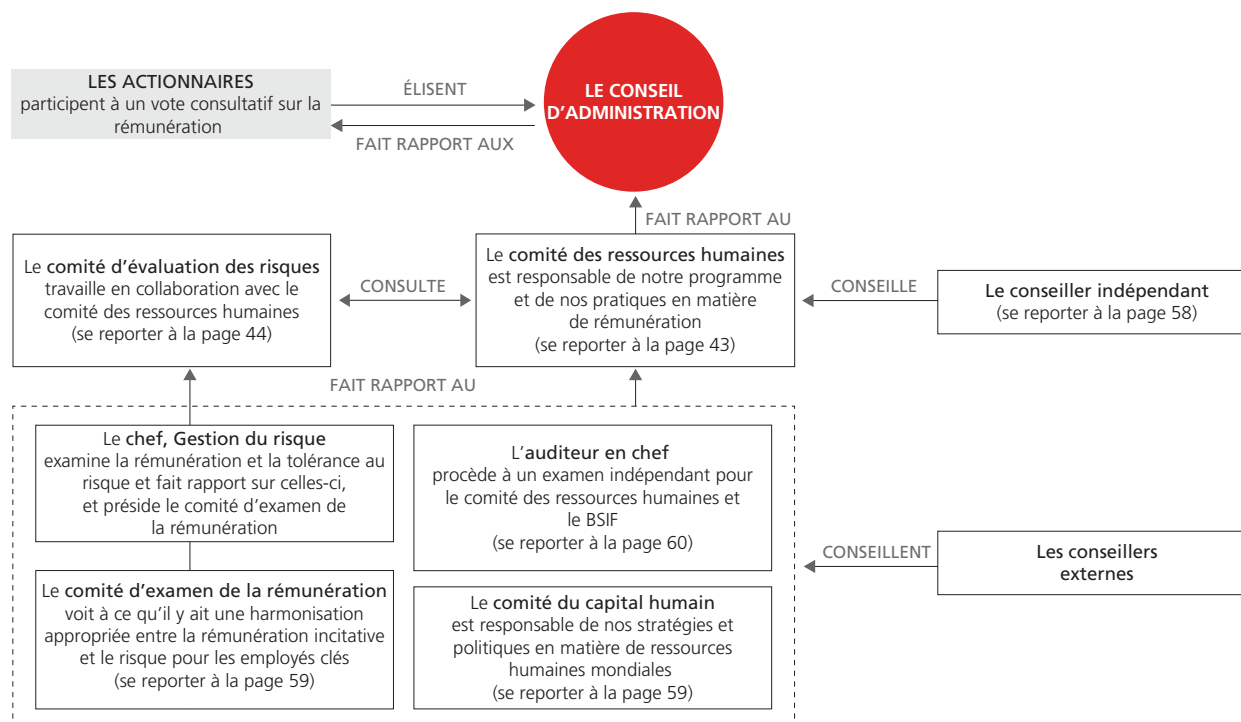 LES ACTIONNAIRES
participent à un vote consultatif sur la
rémunération
ÉLISENT
FAIT RAPPORT AUX
LE CONSEIL
D’ADMINISTRATION
FAIT RAPPORT AU
Le comité d’évaluation des risques
travaille en collaboration avec le
comité des ressources humaines
(se reporter à la page 44)
CONSULTE
Le comité des ressources humaines
est responsable de notre programme
et de nos pratiques en matière
de rémunération
(se reporter à la page 43)
CONSEILLE
Le conseiller indépendant
(se reporter à la page 58)
FAIT RAPPORT AU
Le chef, Gestion du risque
examine la rémunération et la tolérance au
risque et fait rapport sur celles-ci,
et préside le comité d’examen de
la rémunération
L’auditeur en chef
procède à un examen indépendant pour
le comité des ressources humaines et
le BSIF
(se reporter à la page 60)
Le comité d’examen de la rémunération
voit à ce qu’il y ait une harmonisation
appropriée entre la rémunération incitative
et le risque pour les employés clés
(se reporter à la page 59)
Le comité du capital humain
est responsable de nos stratégies et
politiques en matière de ressources
humaines mondiales
(se reporter à la page 59)
CONSEILLENT
Les conseillers
externes